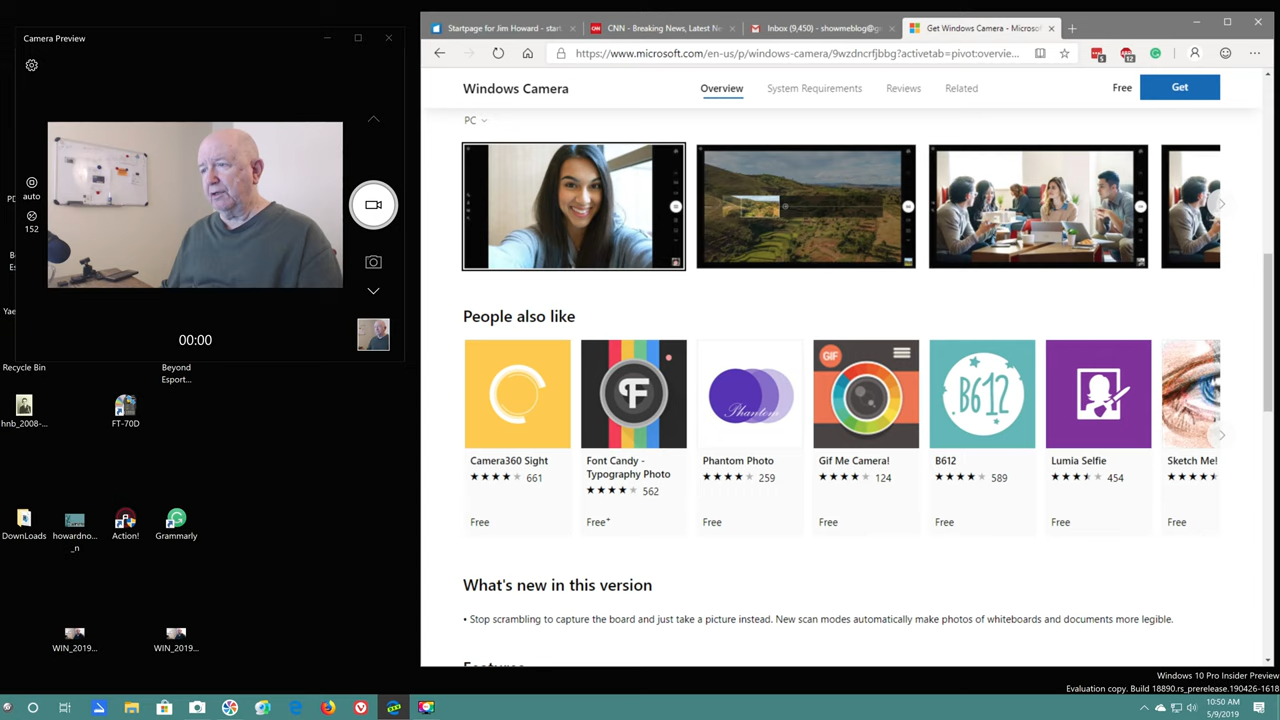 Camera Preview
auto
152
00:00
Recycle Bin
Beyond
Esport...
hnb_2008-...
FT-70D
DownLoads
howardno...
_n
Action!
Grammarly
WIN_2019...
WIN_2019...
Startpage for Jim Howard - start
CNN - Breaking News, Latest Ne
Inbox (9,450) - showmeblog@g
Get Windows Camera - Microso
https://www.microsoft.com/en-us/p/windows-camera/9wzdncrfjbbg?activetab=pivot:overvie...
5
12
Windows Camera
Overview
System Requirements
Reviews
Related
Free
Get
PC
People also like
GIF
B612
Phantom
Camera360 Sight
661
Free
Font Candy -
Typography Photo
562
Free+
Phantom Photo
259
Free
Gif Me Camera!
124
Free
B612
589
Free
Lumia Selfie
454
Free
Sketch Me!
Free
What's new in this version
• Stop scrambling to capture the board and just take a picture instead. New scan modes automatically make photos of whiteboards and documents more legible.
Features
Windows 10 Pro Insider Preview
Evaluation copy. Build 18890.rs_prerelease.190426-1618
10:50 AM
5/9/2019